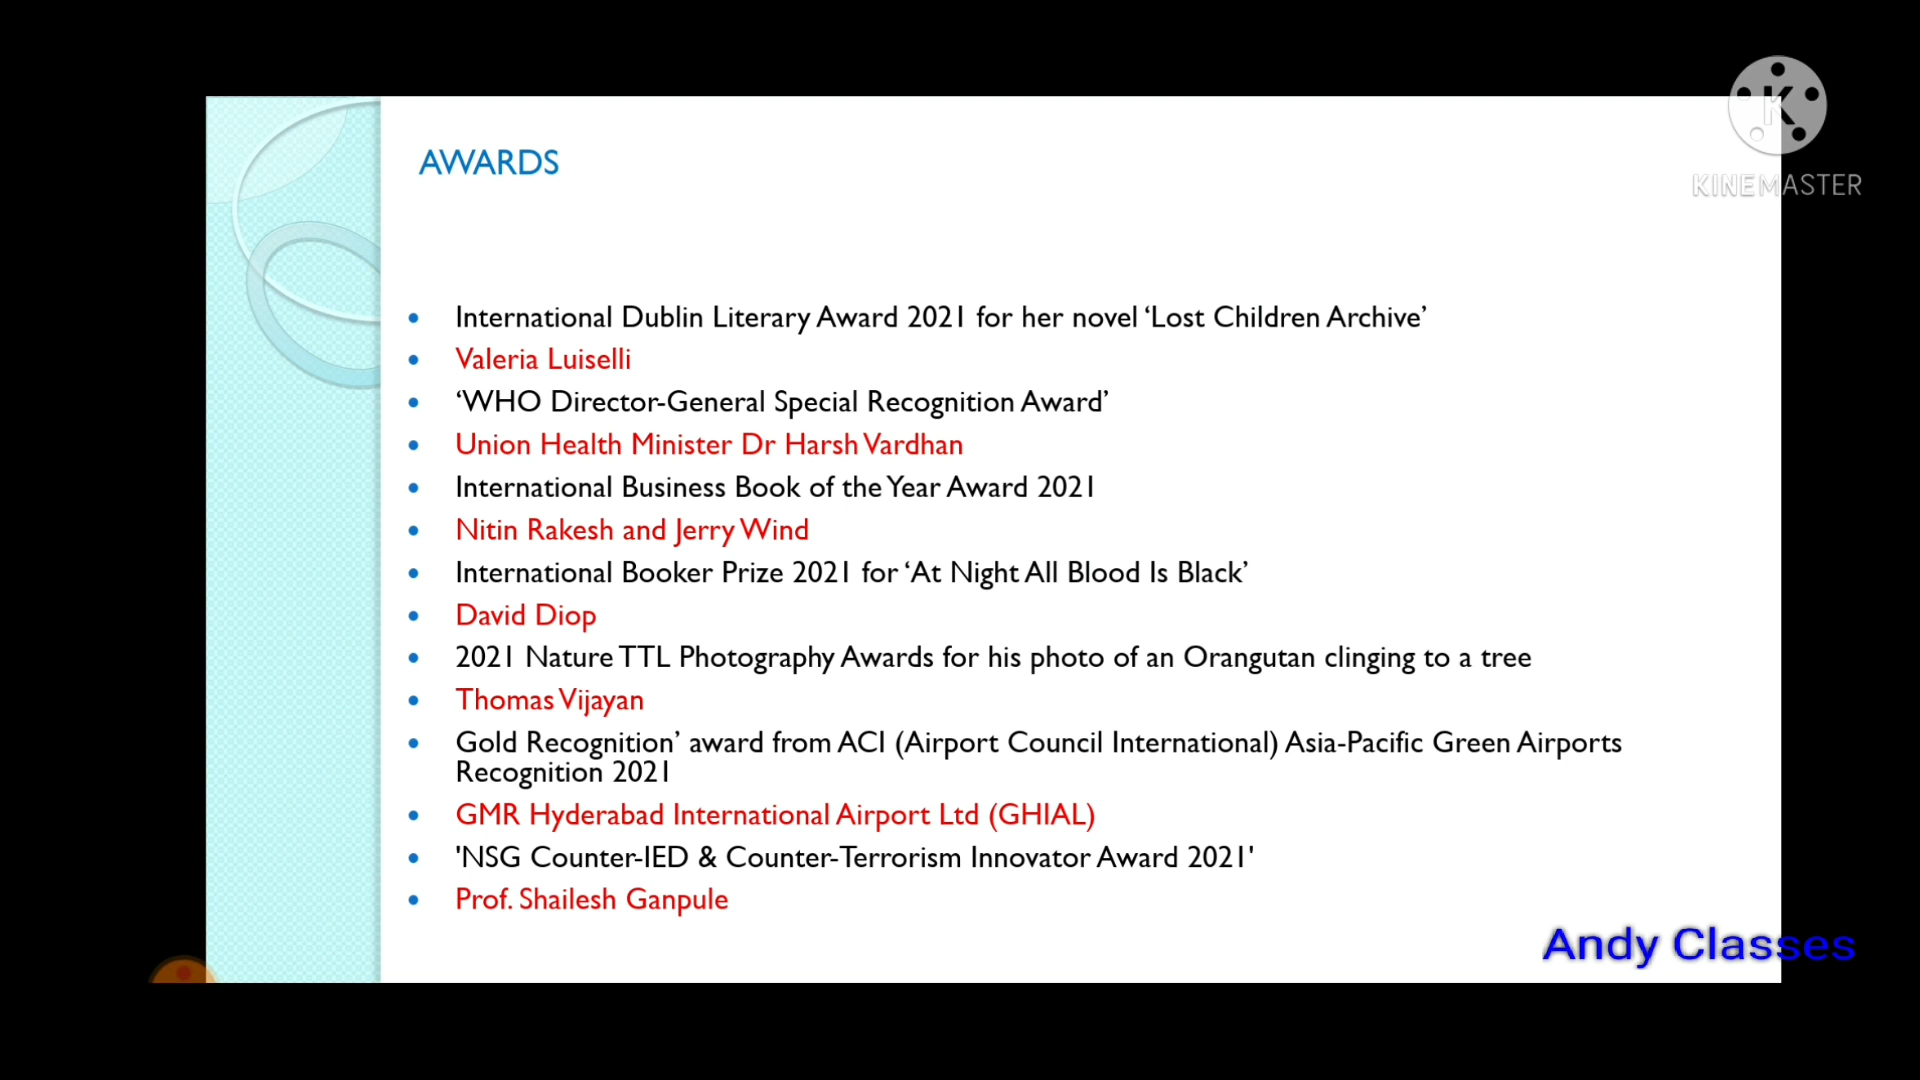 K
KINEMASTER
AWARDS
• International Dublin Literary Award 2021 for her novel ‘Lost Children Archive’
• Valeria Luiselli
• ‘WHO Director-General Special Recognition Award’
• Union Health Minister Dr Harsh Vardhan
• International Business Book of the Year Award 2021
• Nitin Rakesh and Jerry Wind
• International Booker Prize 2021 for ‘At Night All Blood Is Black’
• David Diop
• 2021 Nature TTL Photography Awards for his photo of an Orangutan clinging to a tree
• Thomas Vijayan
• Gold Recognition’ award from ACI (Airport Council International) Asia-Pacific Green Airports
Recognition 2021
• GMR Hyderabad International Airport Ltd (GHIAL)
• 'NSG Counter-IED & Counter-Terrorism Innovator Award 2021'
• Prof. Shailesh Ganpule
Andy Classes